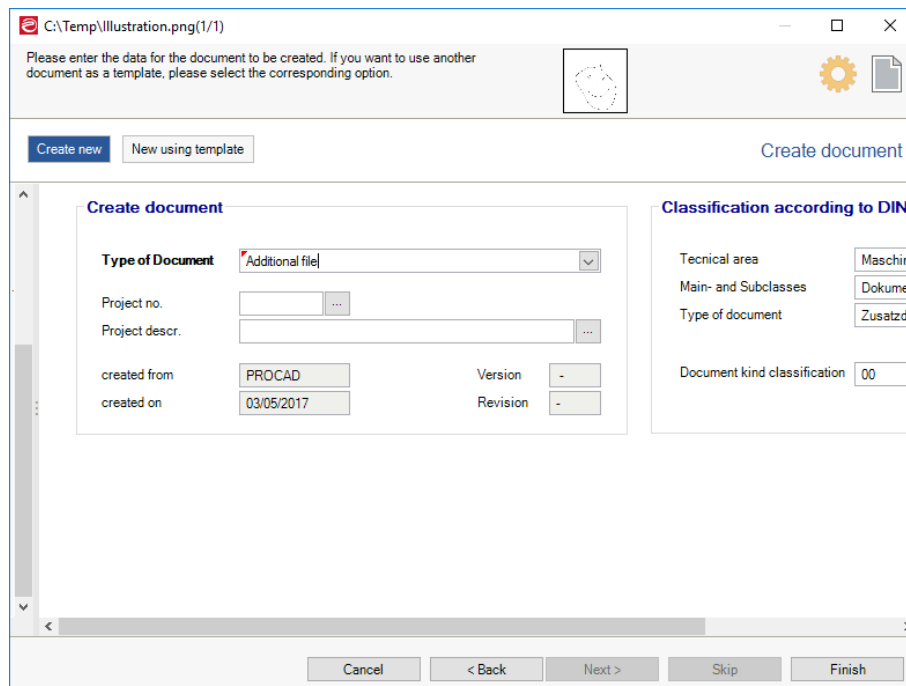 C:\Temp\Illustration.png(1/1)
Please enter the data for the document to be created. If you want to use another
document as a template, please select the corresponding option.
Create new
New using template
Create document
Create document
Type of Document
Additional file
Project no.
...
Project descr.
...
created from
PROCAD
Version
-
created on
03/05/2017
Revision
-
Classification according to DIN
Tecnical area
Maschin
Main- and Subclasses
Dokume
Type of document
Zusatzd
Document kind classification
00
Cancel
< Back
Next >
Skip
Finish